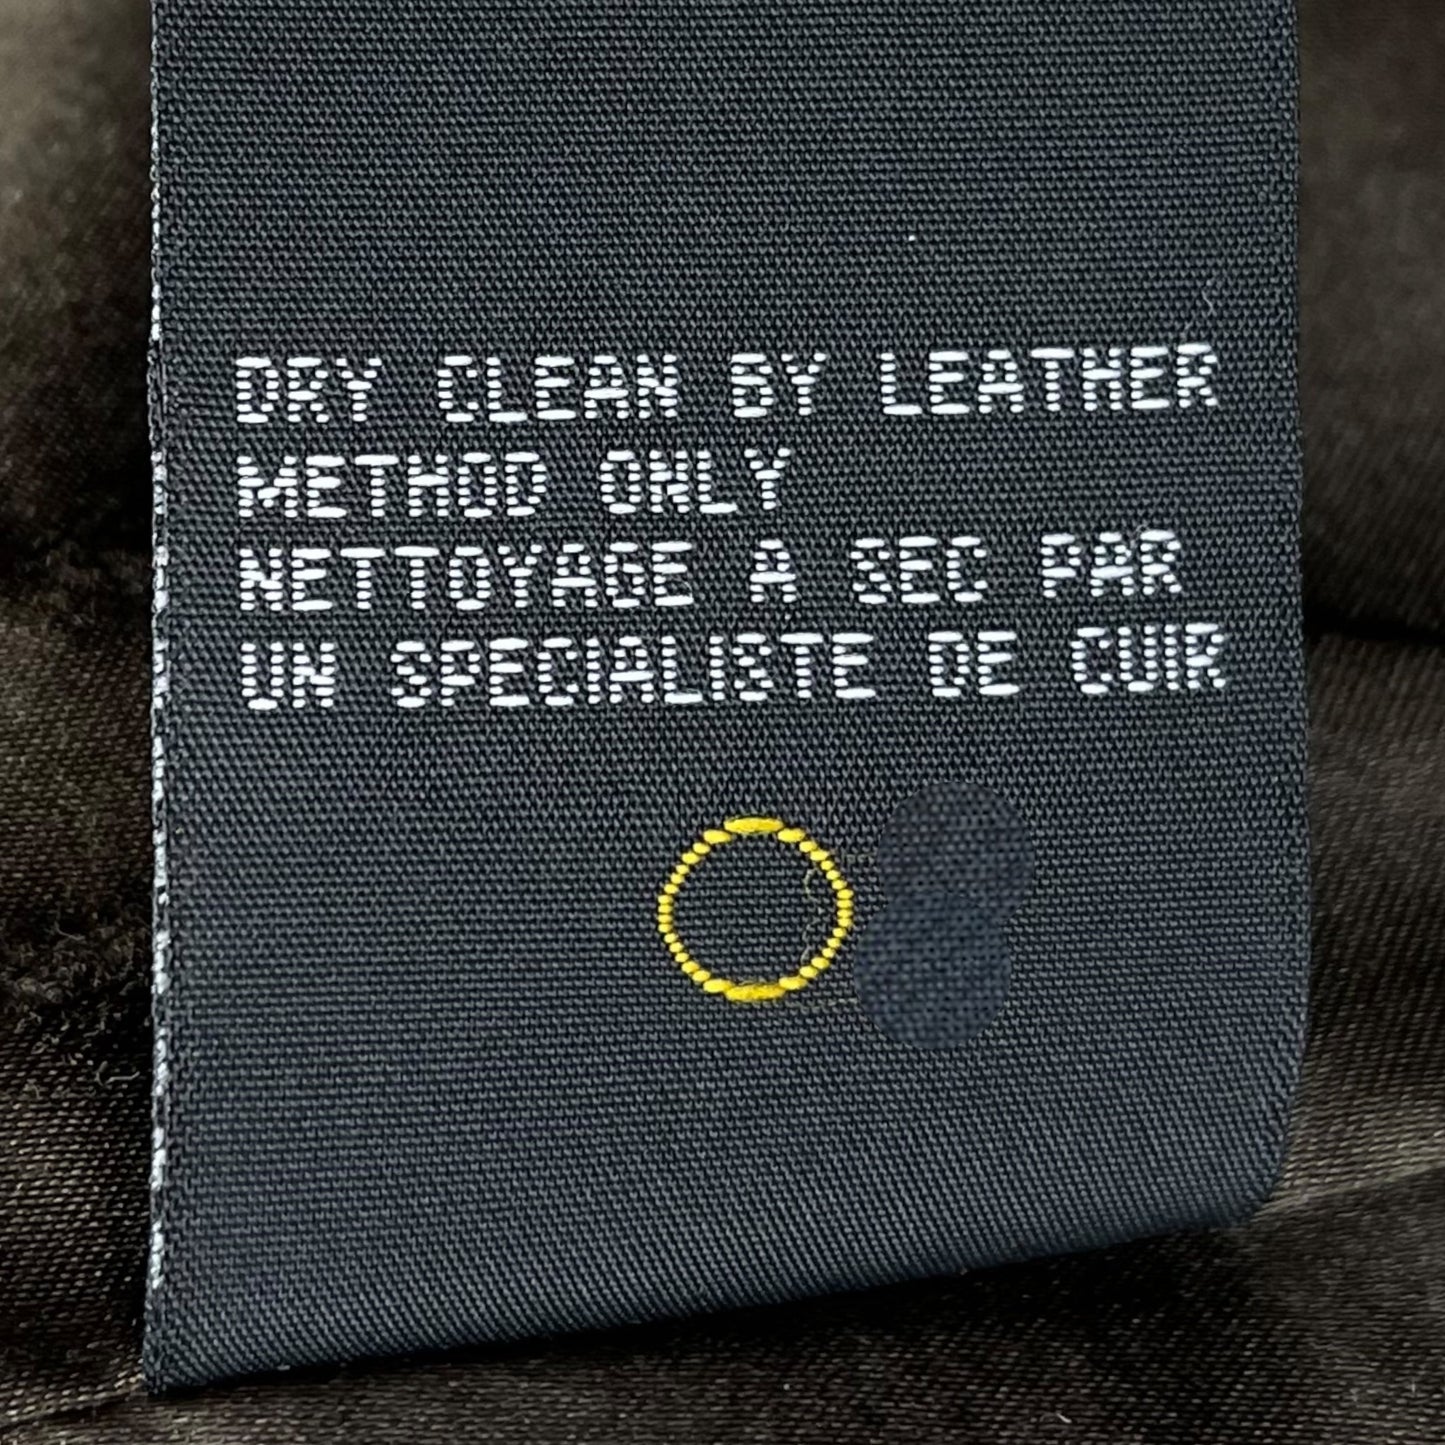 DRY CLEAN BY LEATHER
METHOD ONLY
NETTOYAGE A SEC PAR
UN SPECIALISTE DE CUIR